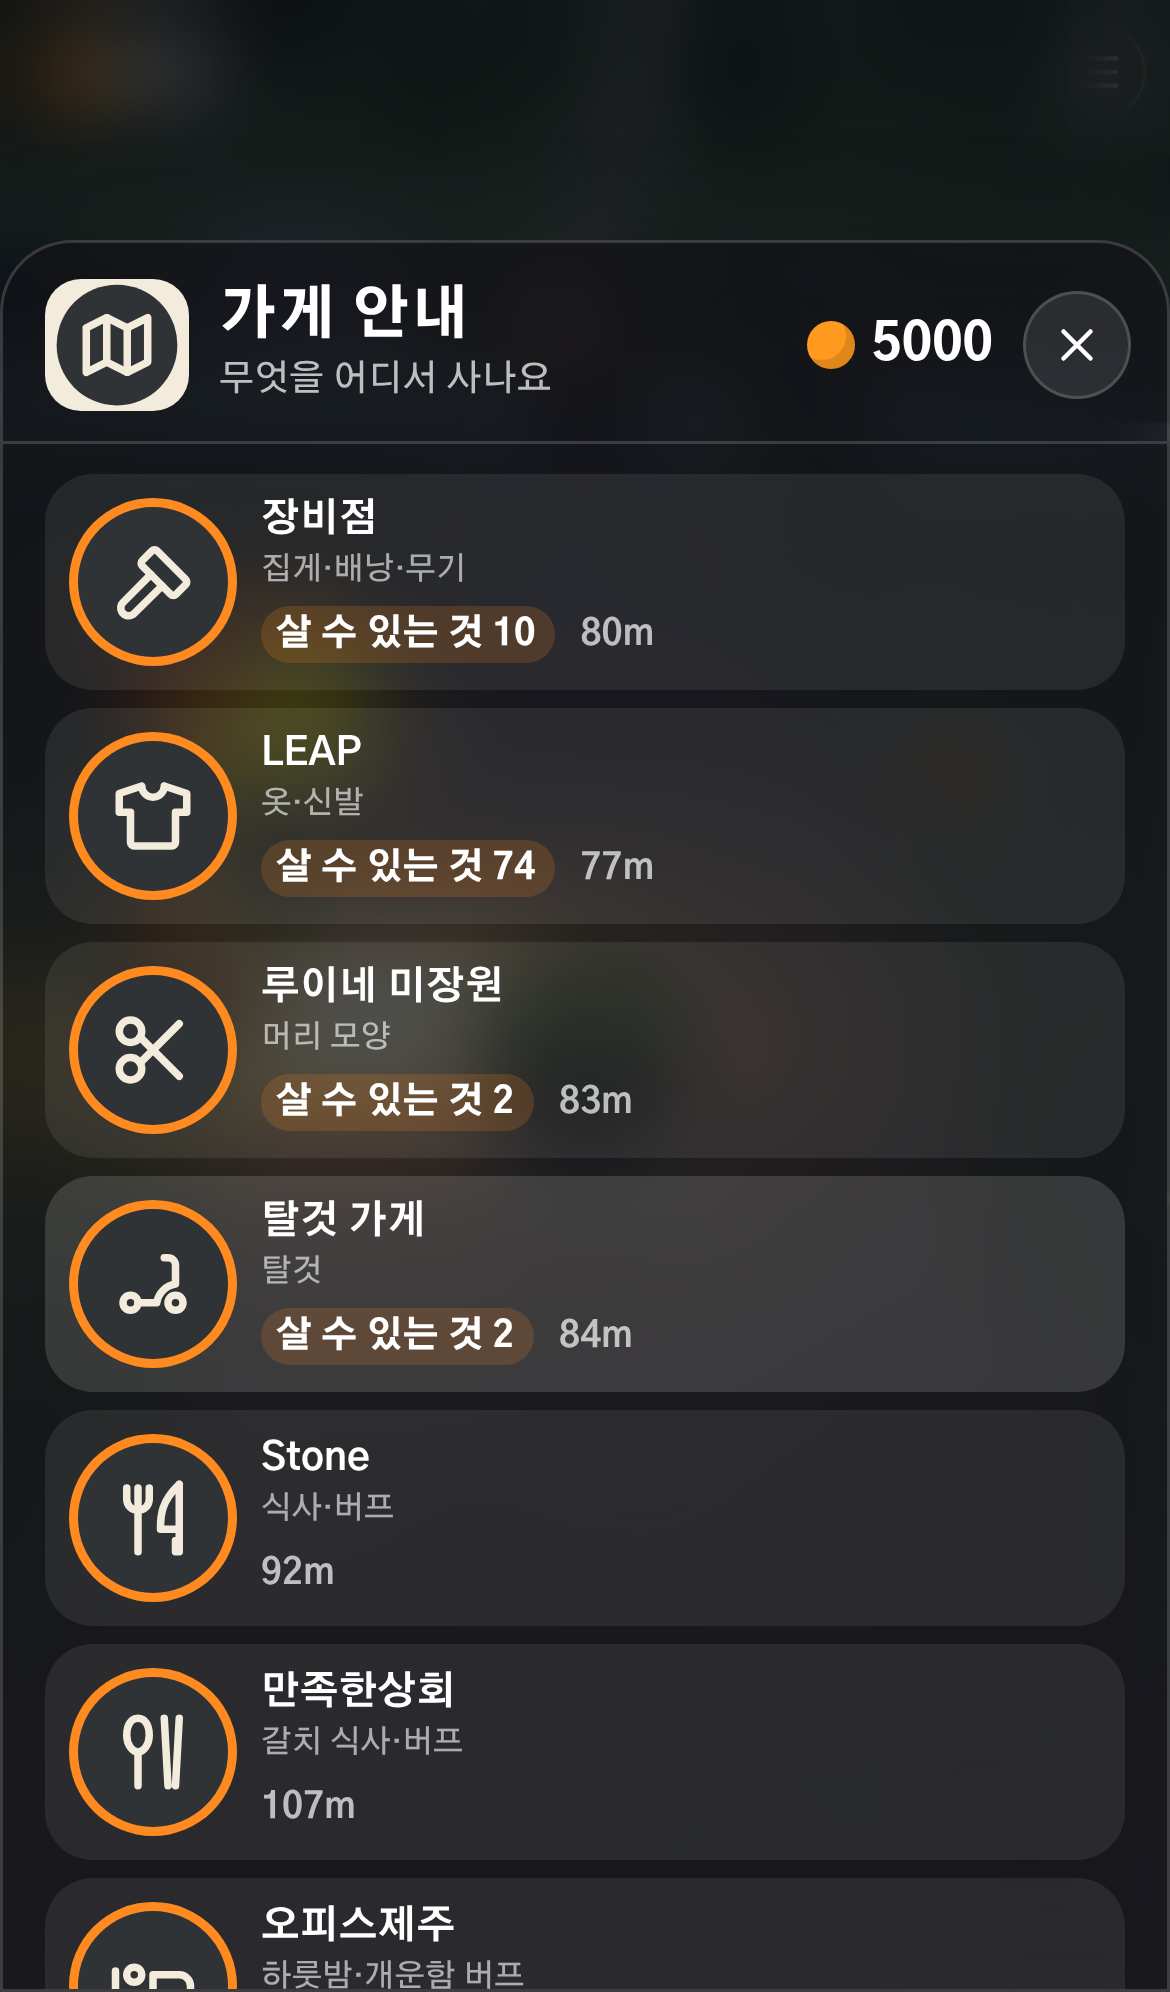 가게 안내
무엇을 어디서 사나요
5000
장비점
집게·배낭·무기
살 수 있는 것 10 80m
LEAP
옷·신발
살 수 있는 것 74 77m
루이네 미장원
머리 모양
살 수 있는 것 2 83m
탈것 가게
탈것
살 수 있는 것 2 84m
Stone
식사·버프
92m
만족한상회
갈치 식사·버프
107m
오피스제주
하룻밤·개운함 버프